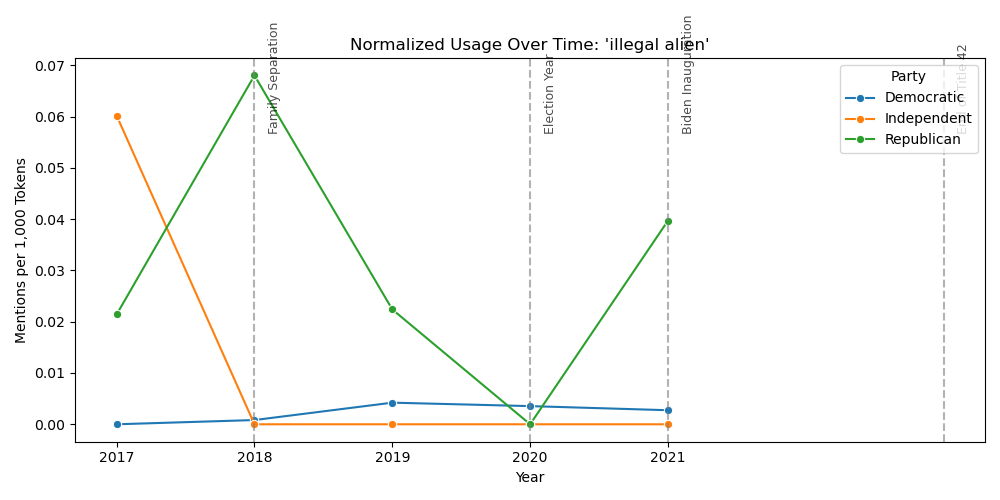 Normalized Usage Over Time: 'illegal alien'
Mentions per 1,000 Tokens
0.07
0.06
0.05
0.04
0.03
0.02
0.01
0.00
Family Separation
Election Year
Biden Inauguration
Title 42
Party
Democratic
Independent
Republican
2017
2018
2019
2020
2021
Year